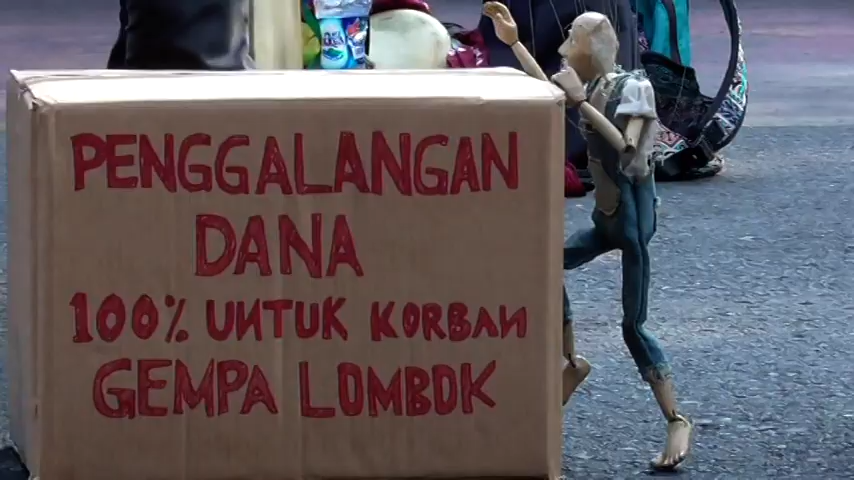 PENGGALANGAN
DANA
100% UNTUK KORBAN
GEMPA LOMBOK